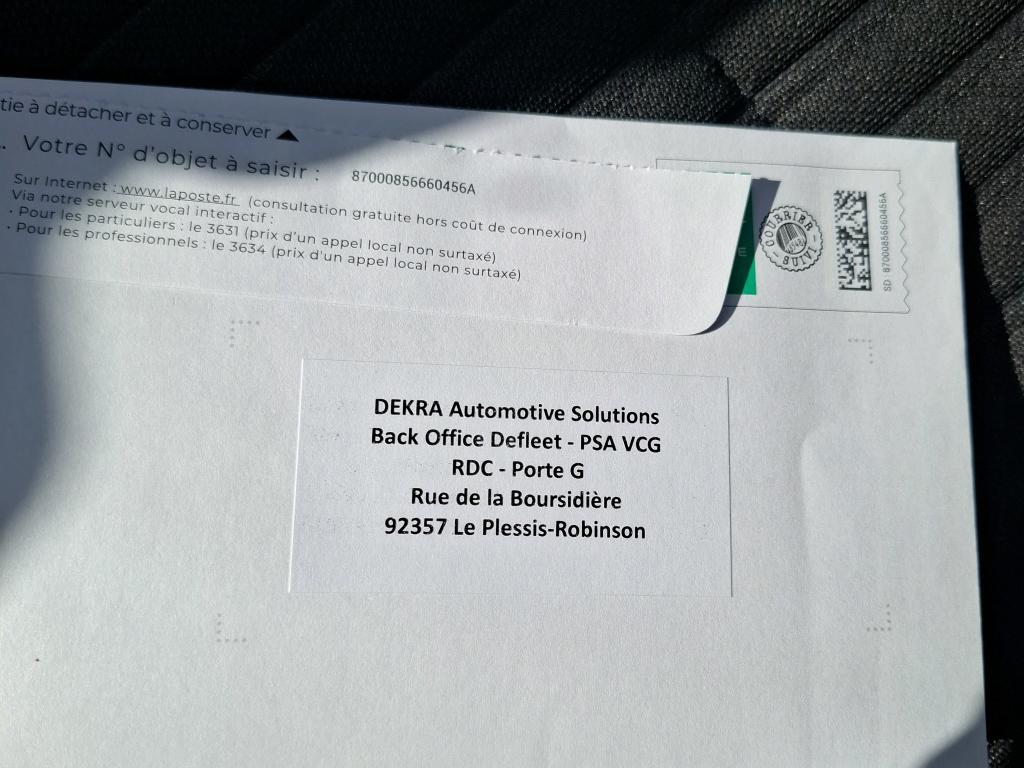 tie à détacher et à conserver ▲
. Votre N° d'objet à saisir : 87000856660456A
Sur Internet : www.laposte.fr (consultation gratuite hors coût de connexion)
Via notre serveur vocal interactif :
· Pour les particuliers : le 3631 (prix d'un appel local non surtaxé)
· Pour les professionnels : le 3634 (prix d'un appel local non surtaxé)
COURRIER SUIVI
SD : 87000856660456A
DEKRA Automotive Solutions
Back Office Defleet - PSA VCG
RDC - Porte G
Rue de la Boursidière
92357 Le Plessis-Robinson